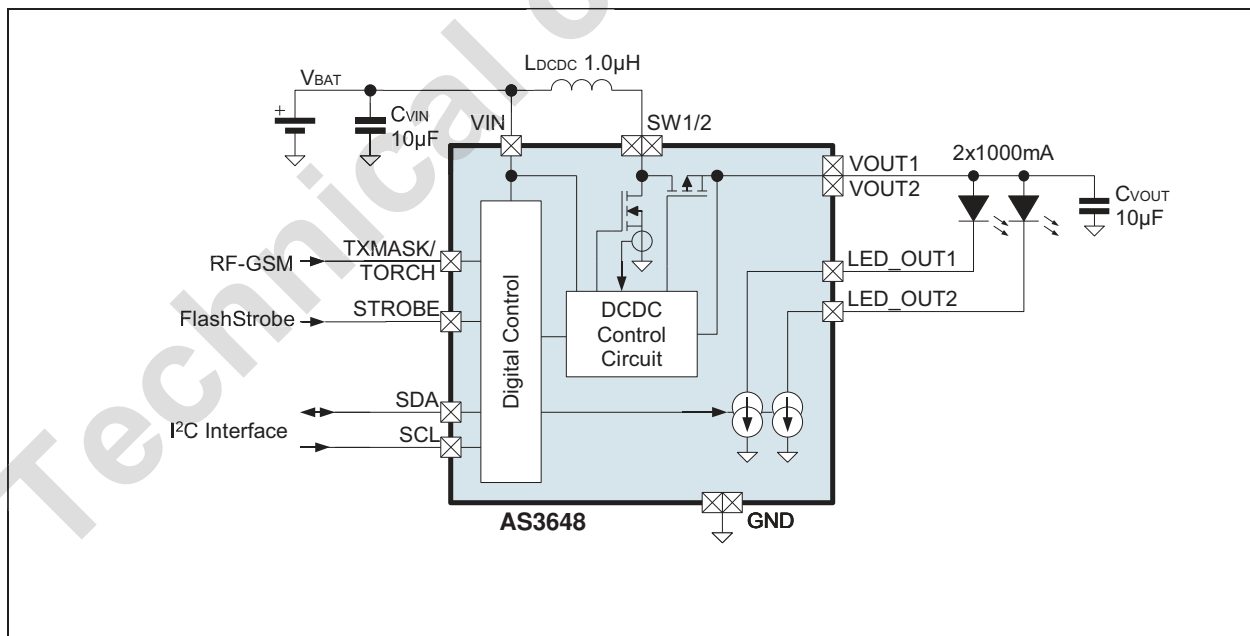 Technical c
LDCDC 1.0µH
VBAT
+
CVIN
10µF
VIN
SW1/2
VOUT1
VOUT2
2x1000mA
CVOUT
10µF
RF-GSM
TXMASK/
TORCH
LED_OUT1
FlashStrobe
STROBE
LED_OUT2
Digital Control
DCDC
Control
Circuit
I²C Interface
SDA
SCL
AS3648
GND